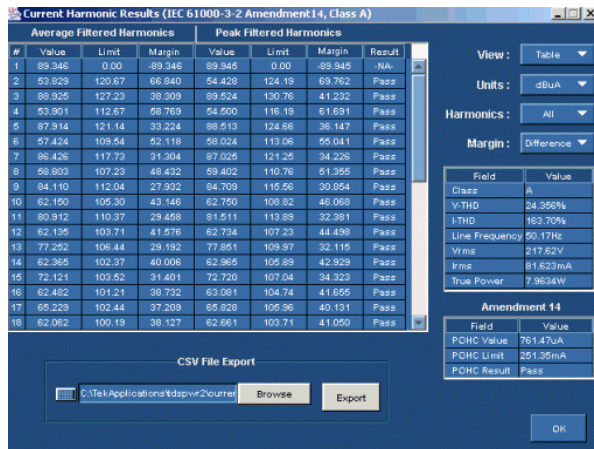 Current Harmonic Results (IEC 61000-3-2 Amendment14, Class A)
Average Filtered Harmonics Peak Filtered Harmonics
# Value Limit Margin Value Limit Margin Result
1 89.346 0.00 -89.346 89.945 0.00 -89.945 -NA-
2 53.829 120.67 66.840 54.428 124.19 69.762 Pass
3 88.925 127.23 38.309 89.524 130.76 41.232 Pass
4 53.901 112.67 58.769 54.500 116.19 61.691 Pass
5 87.914 121.14 33.224 88.513 124.66 36.147 Pass
6 57.424 109.54 52.118 58.024 113.06 55.041 Pass
7 86.426 117.73 31.304 87.025 121.25 34.226 Pass
8 58.803 107.23 48.432 59.402 110.76 51.355 Pass
9 84.110 112.04 27.932 84.709 115.56 30.854 Pass
10 62.150 105.30 43.146 62.750 108.82 46.068 Pass
11 80.912 110.37 29.458 81.511 113.89 32.381 Pass
12 62.135 103.71 41.576 62.734 107.23 44.498 Pass
13 77.252 106.44 29.192 77.851 109.97 32.115 Pass
14 62.365 102.37 40.006 62.965 105.89 42.929 Pass
15 72.121 103.52 31.401 72.720 107.04 34.323 Pass
16 62.482 101.21 38.732 63.081 104.74 41.655 Pass
17 65.229 102.44 37.209 65.828 105.96 40.131 Pass
18 62.062 100.19 38.127 62.661 103.71 41.050 Pass
View : Table
Units : dBuA
Harmonics : All
Margin : Difference
Field Value
Class A
V-THD 24.356%
I-THD 163.70%
Line Frequency 50.17Hz
Vrms 217.62V
Irms 81.623mA
True Power 7.9634W
Amendment 14
Field Value
POHC Value 761.47uA
POHC Limit 251.35mA
POHC Result Pass
CSV File Export
C:\TekApplications\tdspwr2\currer
Browse
Export
OK